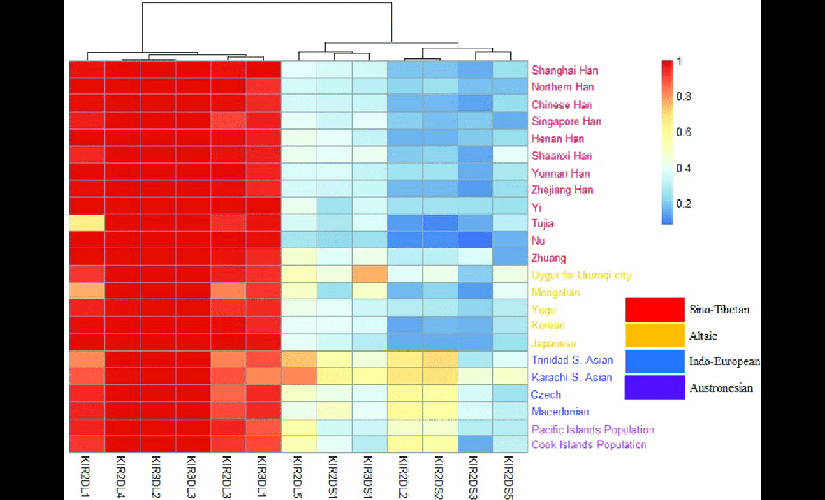 1
0.8
0.6
0.4
0.2
Shanghai Han
Northern Han
Chinese Han
Singapore Han
Henan Han
Shaanxi Han
Yunnan Han
Zhejiang Han
Yi
Tujia
Nu
Zhuang
Uygur for Urumqi city
Mongolian
Yugu
Korean
Japanese
Trinidad S. Asian
Karachi S. Asian
Czech
Macedonian
Pacific Islands Population
Cook Islands Population
Sino-Tibetan
Altaic
Indo-European
Austronesian
KIR2DL1
KIR2DL4
KIR3DL2
KIR3DL3
KIR2DL3
KIR3DL1
KIR2DL5
KIR2DS1
KIR3DS1
KIR2DL2
KIR2DS2
KIR2DS3
KIR2DS5